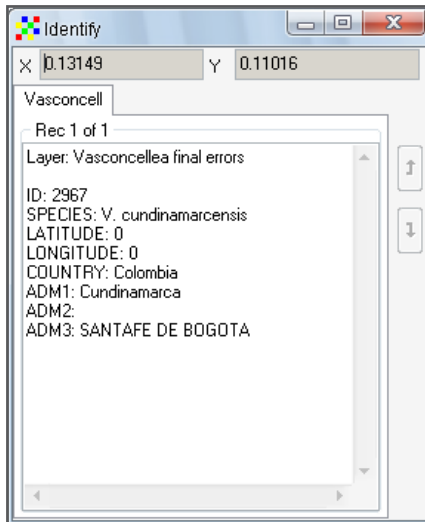 Identify
X 0.13149 Y 0.11016
Vasconcell
Rec 1 of 1
Layer: Vasconcellea final errors
ID: 2967
SPECIES: V. cundinamarcensis
LATITUDE: 0
LONGITUDE: 0
COUNTRY: Colombia
ADM1: Cundinamarca
ADM2:
ADM3: SANTAFE DE BOGOTA